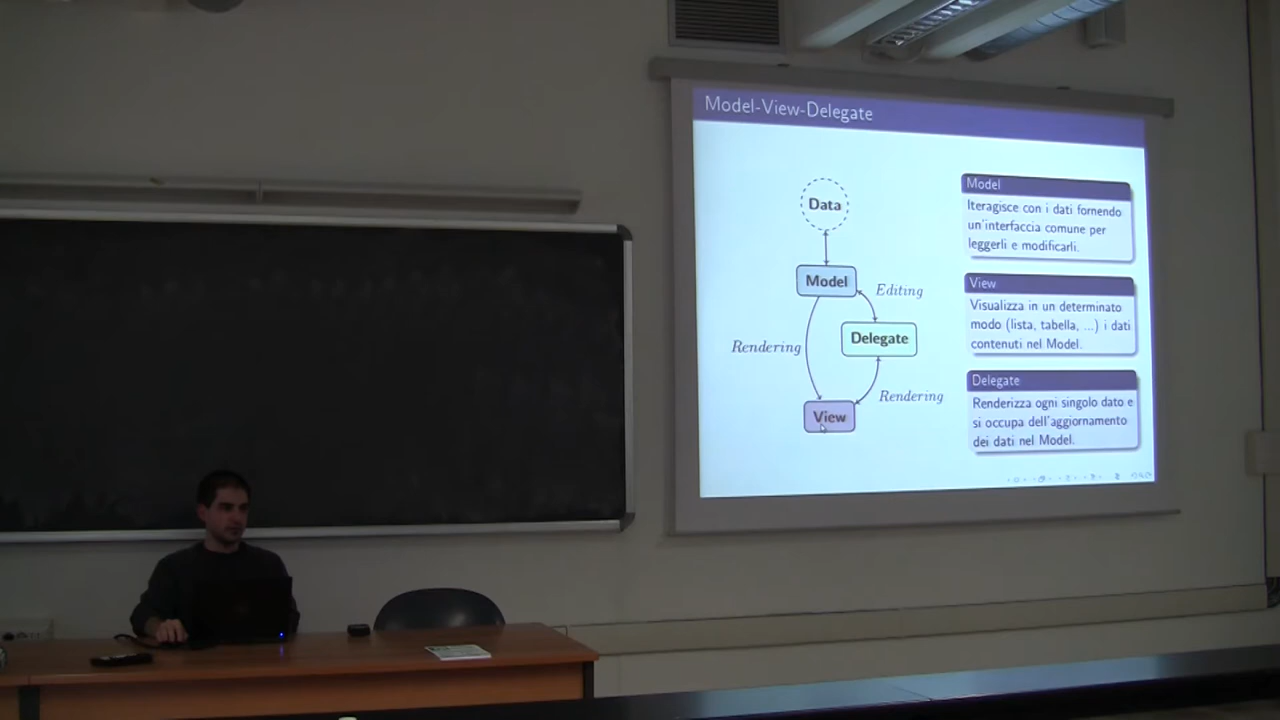 Model-View-Delegate
Data
Model
Editing
Delegate
Rendering
Rendering
View
Model
Iteragisce con i dati fornendo
un'interfaccia comune per
leggerli e modificarli.
View
Visualizza in un determinato
modo (lista, tabella, ...) i dati
contenuti nel Model.
Delegate
Renderizza ogni singolo dato e
si occupa dell'aggiornamento
dei dati nel Model.